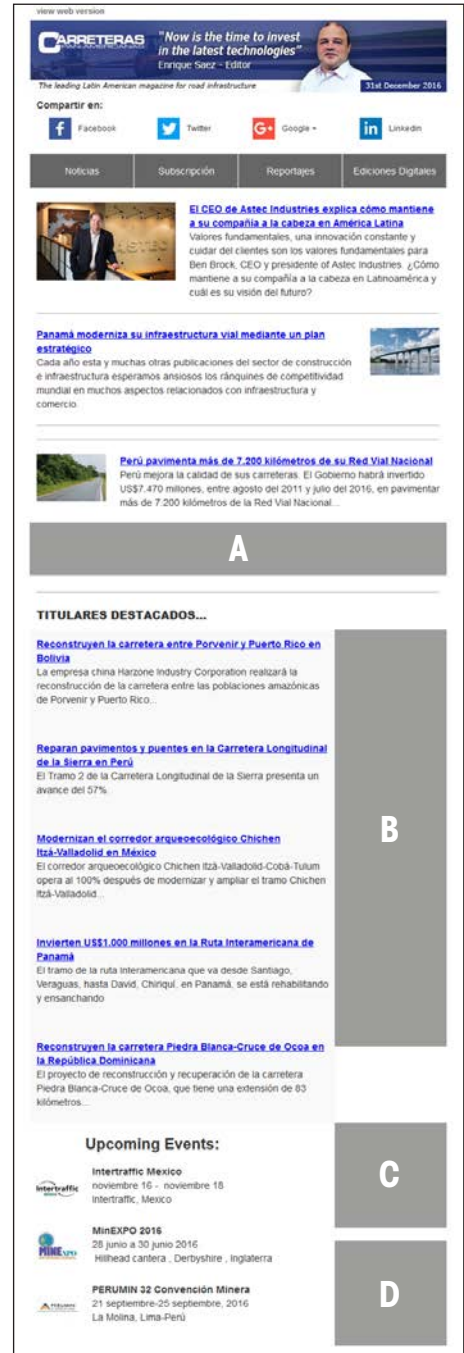 view web version
CARRETERAS
PANAMERICANAS
"Now is the time to invest
in the latest technologies"
Enrique Saez - Editor
The leading Latin American magazine for road infrastructure
31st December 2016
Compartir en:
Facebook
Twitter
Google +
Linkedin
Noticias
Subscripción
Reportajes
Ediciones Digitales
ASTEC
El CEO de Astec Industries explica cómo mantiene
a su compañía a la cabeza en América Latina
Valores fundamentales, una innovación constante y
cuidar del clientes son los valores fundamentales para
Ben Brock, CEO y presidente of Astec Industries. ¿Cómo
mantiene a su compañía a la cabeza en Latinoamérica y
cuál es su visión del futuro?
Panamá moderniza su infraestructura vial mediante un plan
estratégico
Cada año esta y muchas otras publicaciones del sector de construcción
e infraestructura esperamos ansiosos los ránquines de competitividad
mundial en muchos aspectos relacionados con infraestructura y
comercio
Perú pavimenta más de 7.200 kilómetros de su Red Vial Nacional
Perú mejora la calidad de sus carreteras. El Gobierno habrá invertido
US$7.470 millones, entre agosto del 2011 y julio del 2016, en pavimentar
más de 7.200 kilómetros de la Red Vial Nacional...
A
TITULARES DESTACADOS...
Reconstruyen la carretera entre Porvenir y Puerto Rico en
Bolivia
La empresa china Harzone Industry Corporation realizará la
reconstrucción de la carretera entre las poblaciones amazónicas
de Porvenir y Puerto Rico...
Reparan pavimentos y puentes en la Carretera Longitudinal
de la Sierra en Perú
El Tramo 2 de la Carretera Longitudinal de la Sierra presenta un
avance del 57%
Modernizan el corredor arqueoecológico Chichen
Itzá-Valladolid en México
El corredor arqueoecológico Chichen Itzá-Valladolid-Cobá-Tulum
opera al 100% después de modernizar y ampliar el tramo Chichen
Itzá-Valladolid...
Invierten US$1.000 millones en la Ruta Interamericana de
Panamá
El tramo de la ruta Interamericana que va desde Santiago,
Veraguas, hasta David, Chiriquí, en Panamá, se está rehabilitando
y ensanchando
Reconstruyen la carretera Piedra Blanca-Cruce de Ocoa en
la República Dominicana
El proyecto de reconstrucción y recuperación de la carretera
Piedra Blanca-Cruce de Ocoa, que tiene una extensión de 83
kilómetros...
B
Upcoming Events:
Intertraffic
Intertraffic Mexico
noviembre 16 - noviembre 18
Intertraffic, Mexico
C
MINExpo
MinEXPO 2016
28 junio a 30 junio 2016
Hillhead cantera , Derbyshire , Inglaterra
PERUMIN
PERUMIN 32 Convención Minera
21 septiembre-25 septiembre, 2016
La Molina, Lima-Perú
D